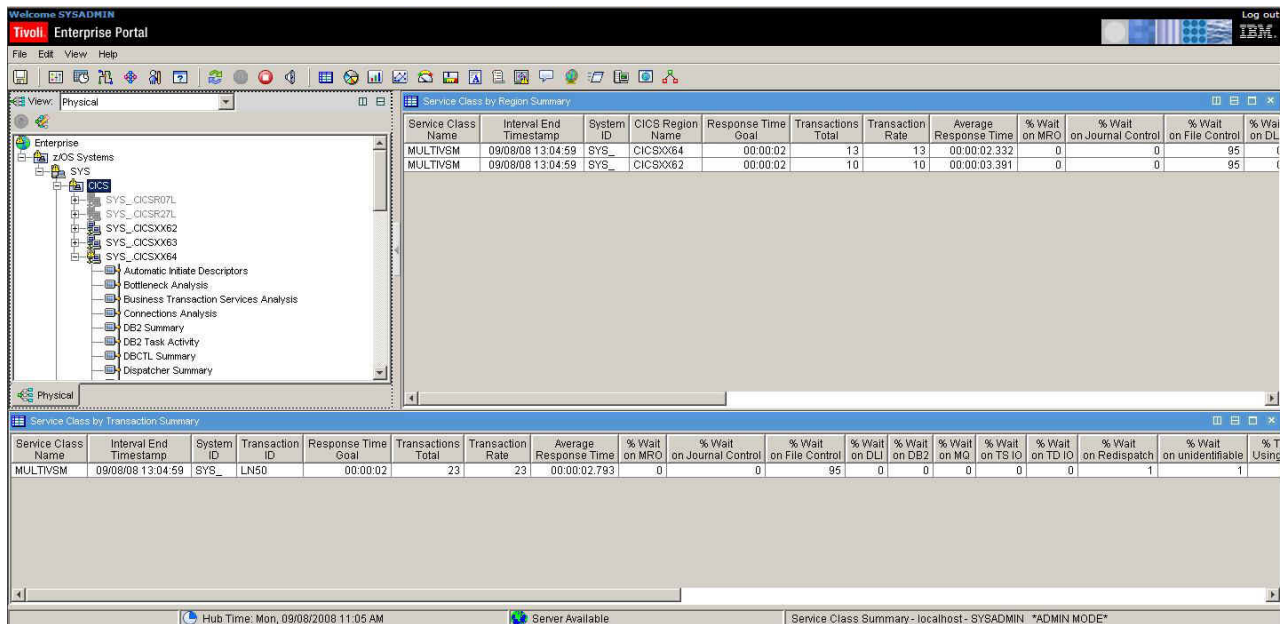 Welcome SYSADMIN
Log out
Tivoli. Enterprise Portal
IBM.
File Edit View Help
View: Physical
Enterprise
z/OS Systems
SYS
CICS
SYS_CICSR07L
SYS_CICSR27L
SYS_CICSXX62
SYS_CICSXX63
SYS_CICSXX64
Automatic Initiate Descriptors
Bottleneck Analysis
Business Transaction Services Analysis
Connections Analysis
DB2 Summary
DB2 Task Activity
DBCTL Summary
Dispatcher Summary
Physical
Service Class by Region Summary
Service Class Name Interval End Timestamp System ID CICS Region Name Response Time Goal Transactions Total Transaction Rate Average Response Time % Wait on MRO % Wait on Journal Control % Wait on File Control % Wai on DL
MULTIVSM 09/08/08 13:04:59 SYS_ CICSXX64 00:00:02 13 13 00:00:02.332 0 0 95
MULTIVSM 09/08/08 13:04:59 SYS_ CICSXX62 00:00:02 10 10 00:00:03.391 0 0 95
Service Class by Transaction Summary
Service Class Name Interval End Timestamp System ID Transaction ID Response Time Goal Transactions Total Transaction Rate Average Response Time % Wait on MRO % Wait on Journal Control % Wait on File Control % Wait on DLI % Wait on DB2 % Wait on MQ % Wait on TS IO % Wait on TD IO % Wait on Redispatch % Wait on unidentifiable % T Using
MULTIVSM 09/08/08 13:04:59 SYS_ LN50 00:00:02 23 23 00:00:02.793 0 0 95 0 0 0 0 0 1 1
Hub Time: Mon, 09/08/2008 11:05 AM
Server Available
Service Class Summary - localhost - SYSADMIN *ADMIN MODE*